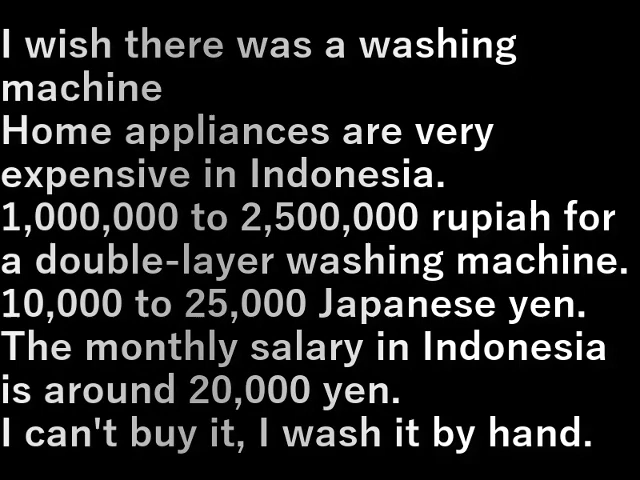 I wish there was a washing
machine
Home appliances are very
expensive in Indonesia.
1,000,000 to 2,500,000 rupiah for
a double-layer washing machine.
10,000 to 25,000 Japanese yen.
The monthly salary in Indonesia
is around 20,000 yen.
I can't buy it, I wash it by hand.